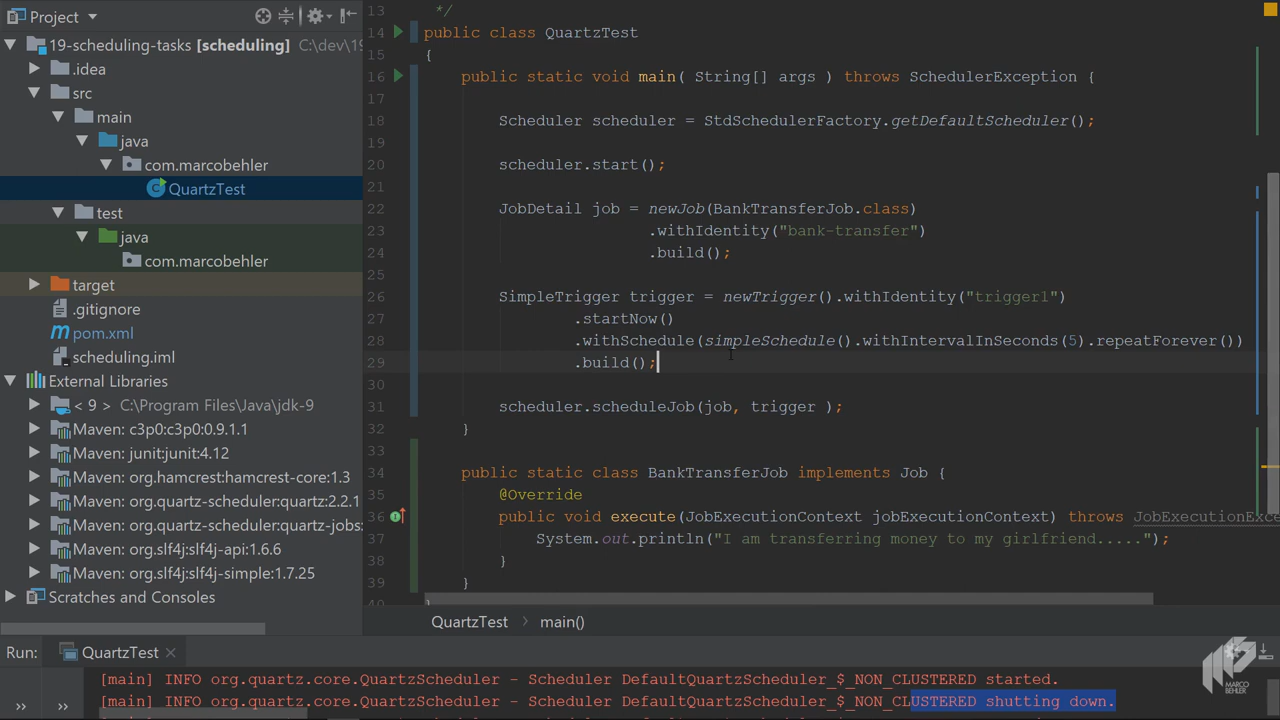 Project
19-scheduling-tasks [scheduling] C:\dev\19
.idea
src
main
java
com.marcobehler
QuartzTest
test
java
com.marcobehler
target
.gitignore
pom.xml
scheduling.iml
External Libraries
< 9 > C:\Program Files\Java\jdk-9
Maven: c3p0:c3p0:0.9.1.1
Maven: junit:junit:4.12
Maven: org.hamcrest:hamcrest-core:1.3
Maven: org.quartz-scheduler:quartz:2.2.1
Maven: org.quartz-scheduler:quartz-jobs:
Maven: org.slf4j:slf4j-api:1.6.6
Maven: org.slf4j:slf4j-simple:1.7.25
Scratches and Consoles
13 */
14 public class QuartzTest
15 {
16 public static void main( String[] args ) throws SchedulerException {
17
18 Scheduler scheduler = StdSchedulerFactory.getDefaultScheduler();
19
20 scheduler.start();
21
22 JobDetail job = newJob(BankTransferJob.class)
23 .withIdentity("bank-transfer")
24 .build();
25
26 SimpleTrigger trigger = newTrigger().withIdentity("trigger1")
27 .startNow()
28 .withSchedule(simpleSchedule().withIntervalInSeconds(5).repeatForever())
29 .build();
30
31 scheduler.scheduleJob(job, trigger );
32 }
33
34 public static class BankTransferJob implements Job {
35 @Override
36 public void execute(JobExecutionContext jobExecutionContext) throws JobExecutionExce
37 System.out.println("I am transferring money to my girlfriend.....");
38 }
39 }
QuartzTest > main()
Run: QuartzTest
[main] INFO org.quartz.core.QuartzScheduler - Scheduler DefaultQuartzScheduler_$_NON_CLUSTERED started.
[main] INFO org.quartz.core.QuartzScheduler - Scheduler DefaultQuartzScheduler_$_NON_CLUSTERED shutting down.
MARCO
BEHLER